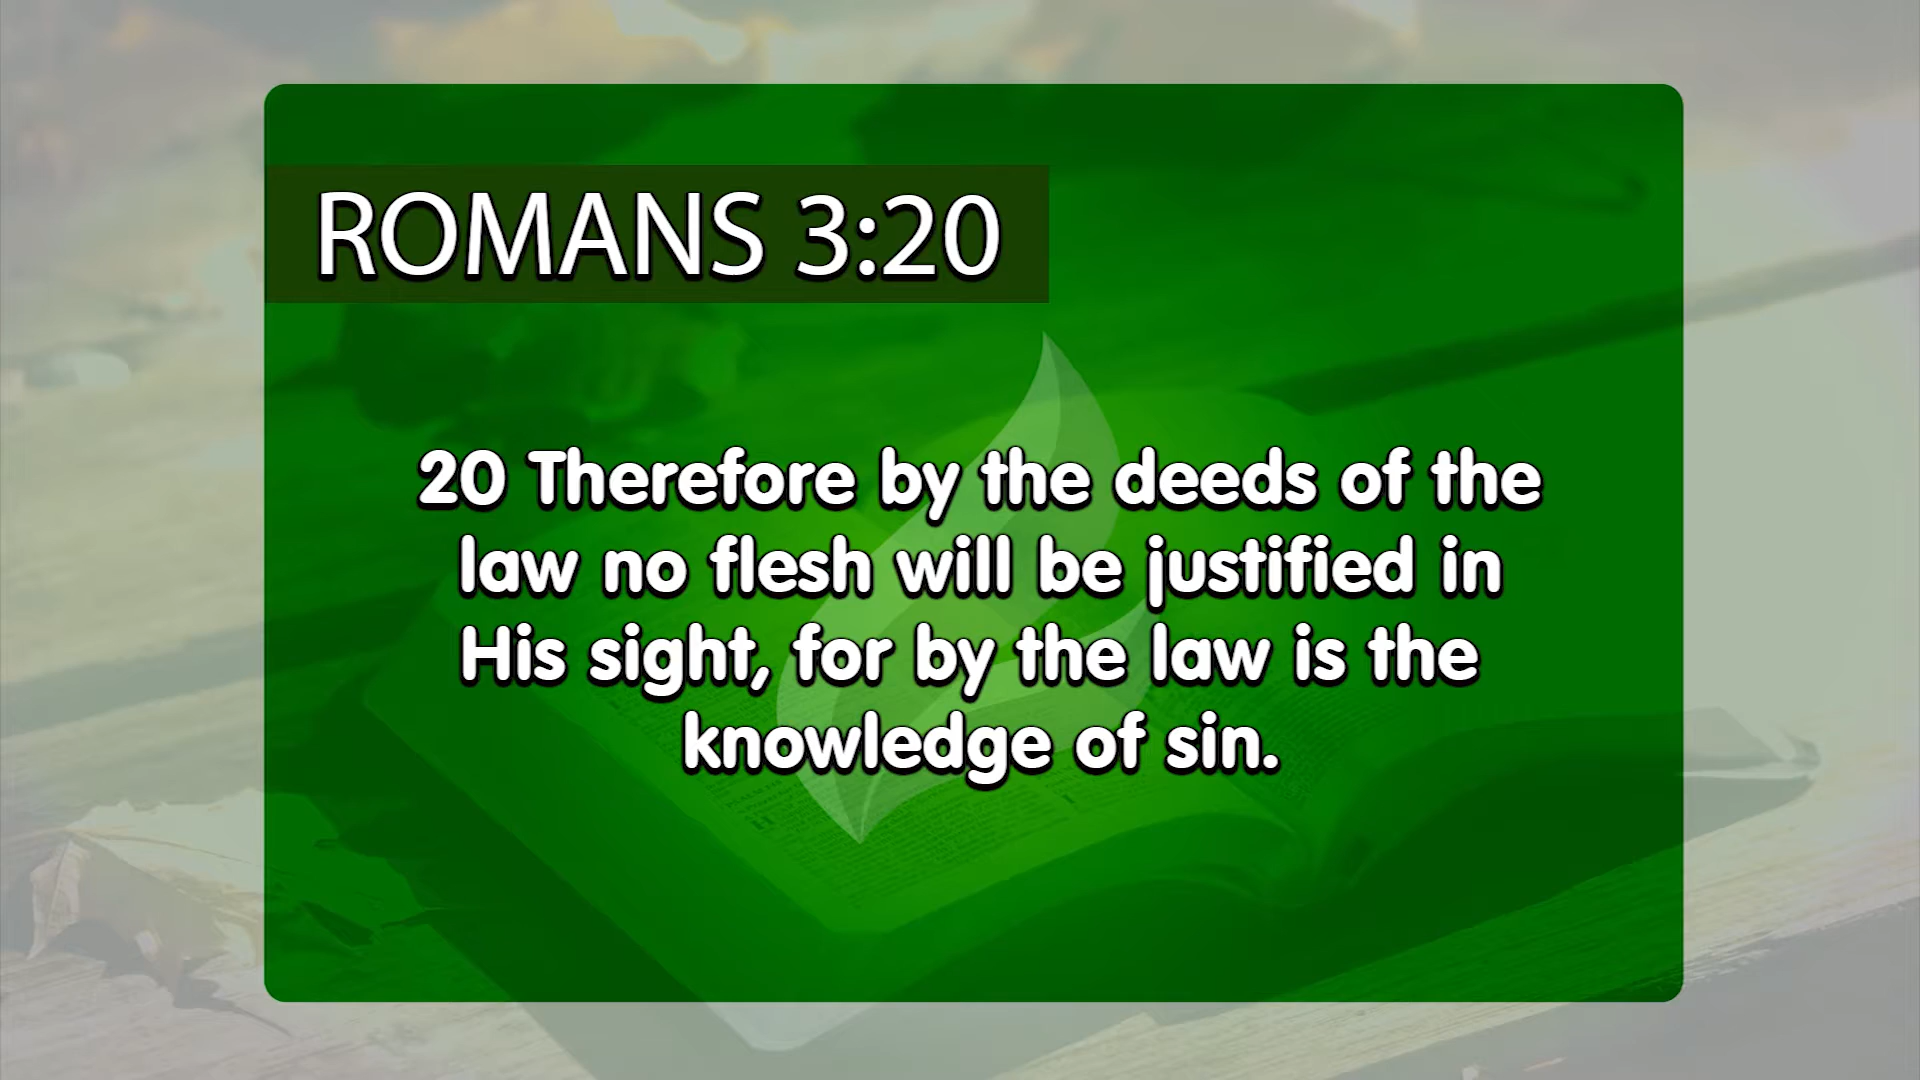 ROMANS 3:20
20 Therefore by the deeds of the
law no flesh will be justified in
His sight, for by the law is the
knowledge of sin.